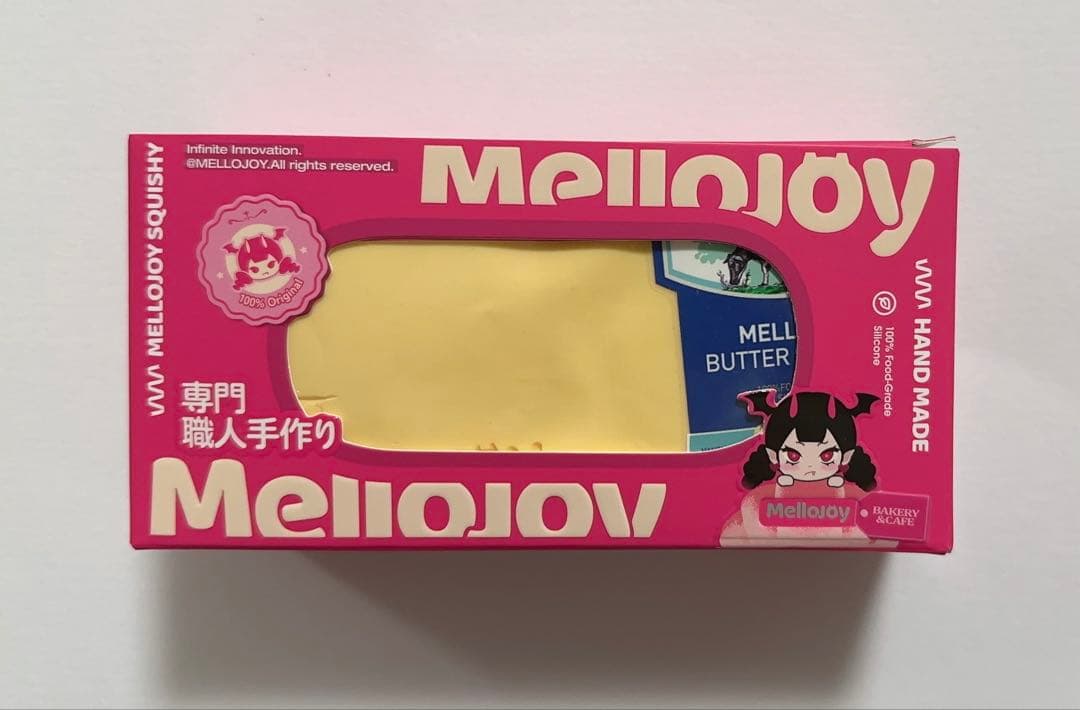 Infinite Innovation.
@MELLOJOY.All rights reserved.
Mellojoy
MELLOJOY SQUISHY
100% Original
HAND MADE
100% Food-Grade
Silicone
MELL
BUTTER
専門
職人手作り
Mellojoy
Mellojoy
BAKERY
&CAFE